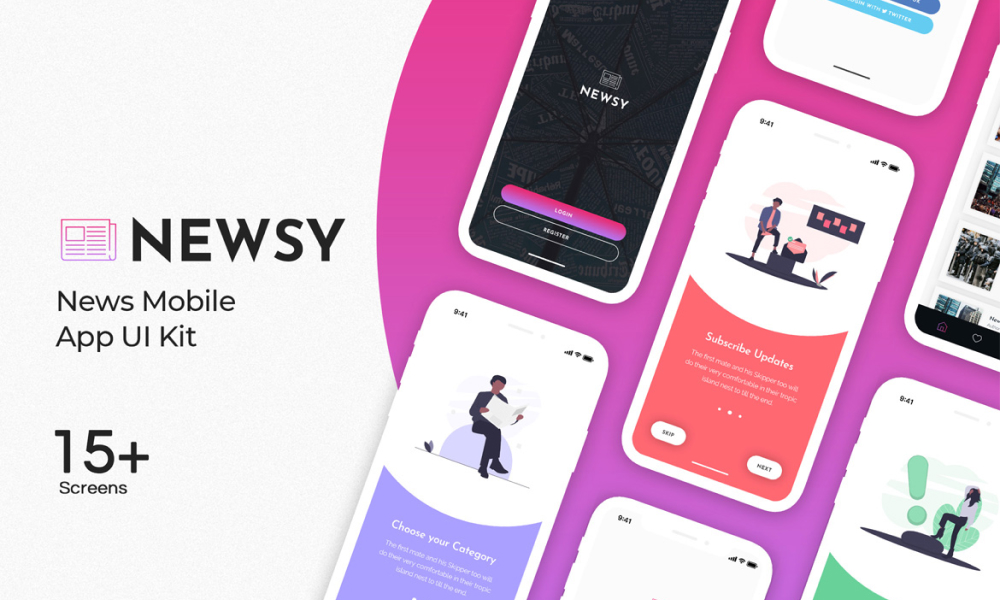 NEWSY
News Mobile
App UI Kit
15+
Screens
NEWSY
LOGIN
REGISTER
LOGIN WITH TWITTER
9:41
Subscribe Updates
The first mate and his Skipper too will
do their very comfortable in their tropic
island nest to till the end.
SKIP
NEXT
9:41
Choose your Category
The first mate and his Skipper too will
do their very comfortable in their tropic
island nest to till the end.
9:41
9:41